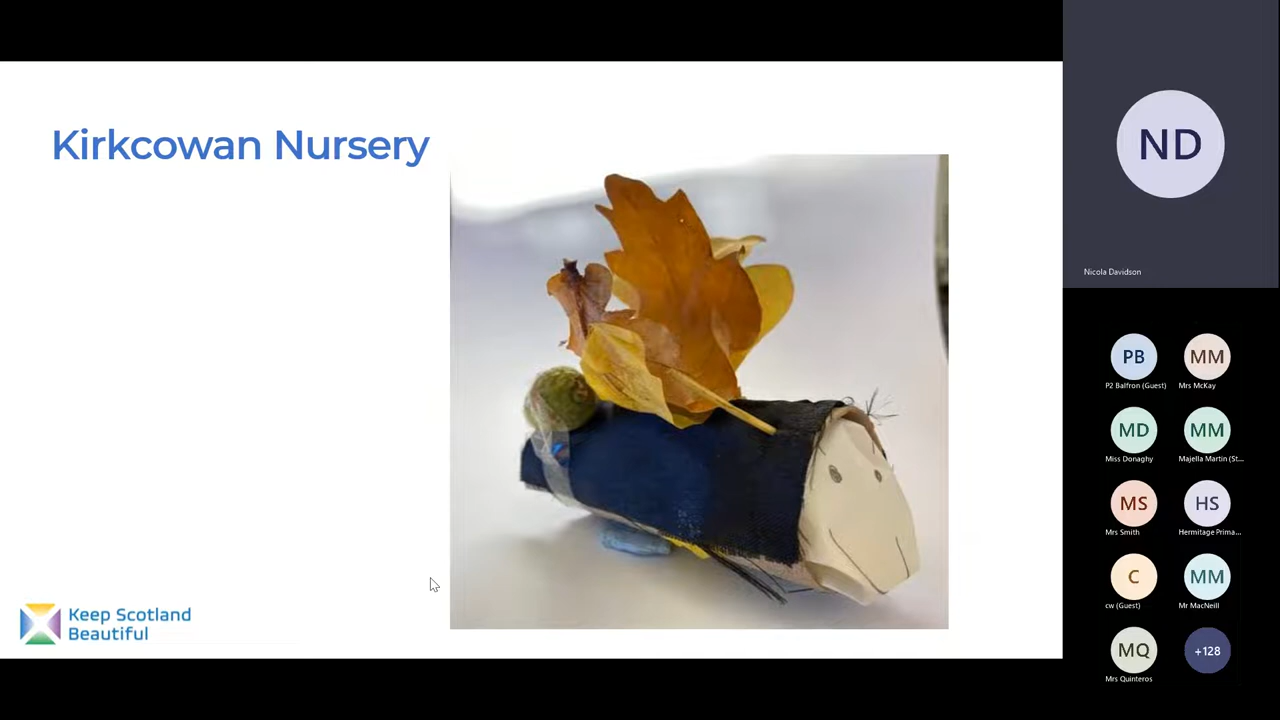 Kirkcowan Nursery
Keep Scotland
Beautiful
ND
Nicola Davidson
PB
P2 Balfron (Guest)
MM
Mrs McKay
MD
Miss Donaghy
MM
Majella Martin (St...
MS
Mrs Smith
HS
Hermitage Prima...
C
cw (Guest)
MM
Mr MacNeill
MQ
Mrs Quinteros
+128